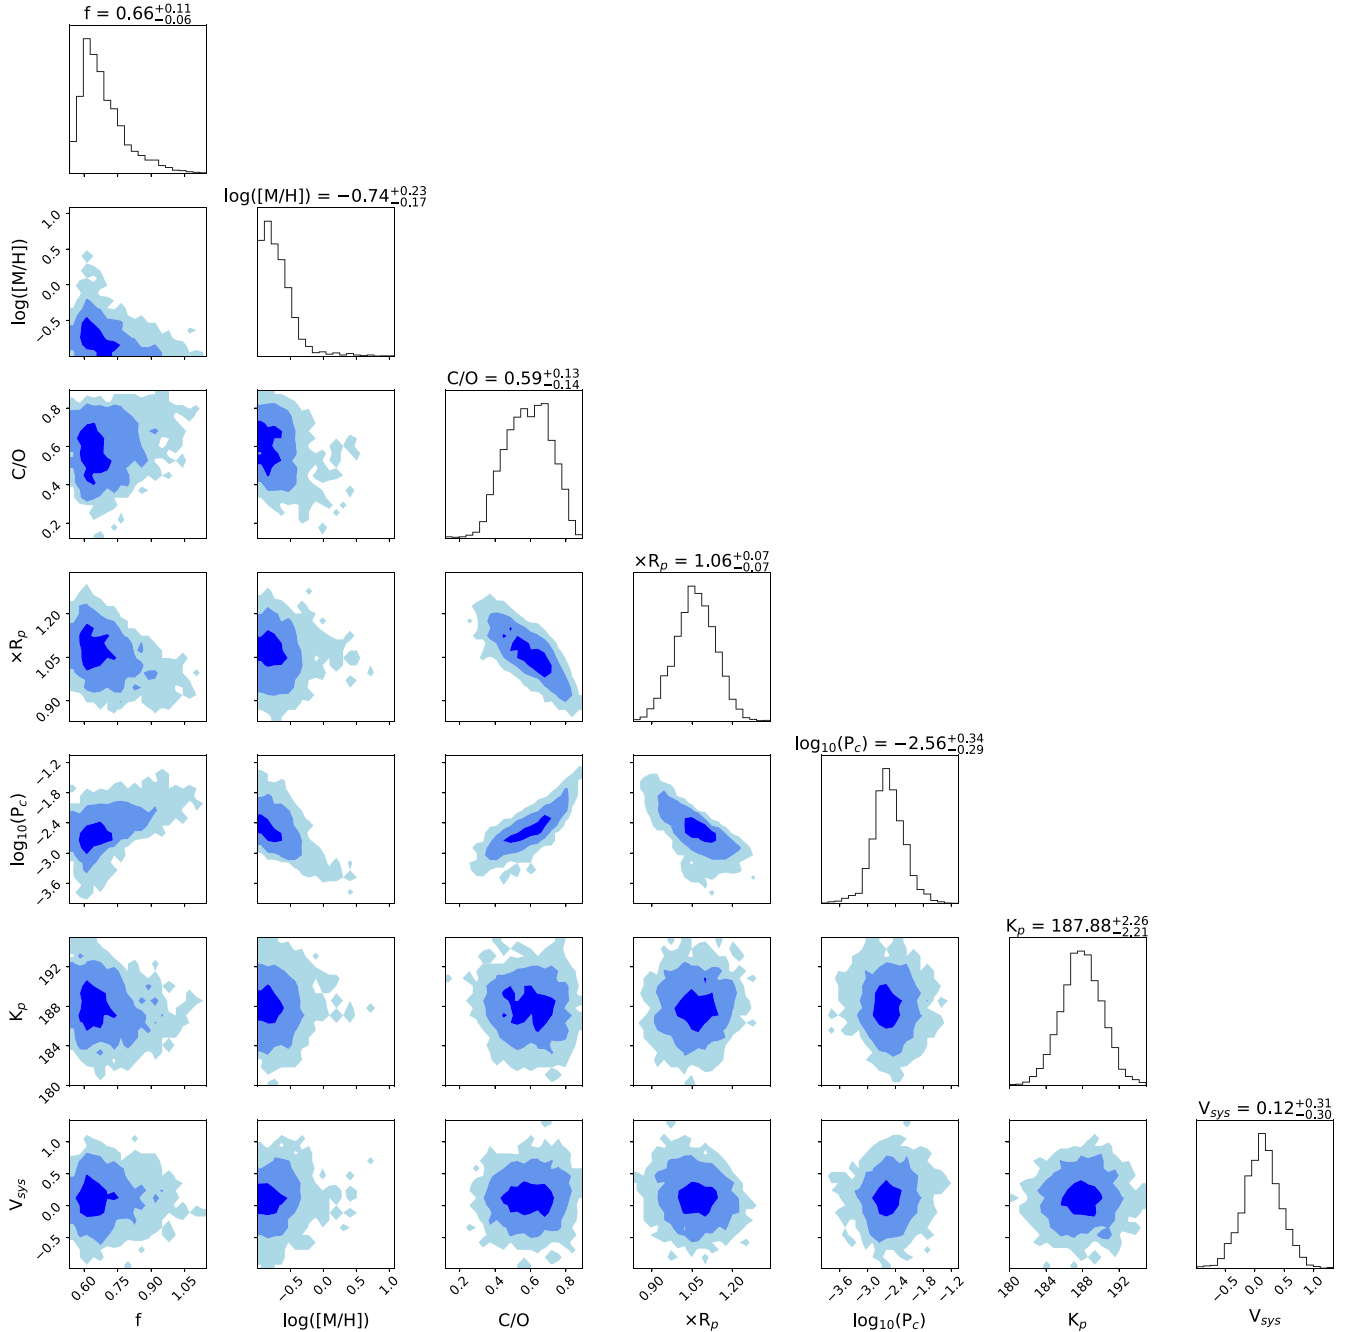 f = 0.66+0.11−0.06
log([M/H]) = −0.74+0.23−0.17
log([M/H])
1.0
0.5
0.0
−0.5
C/O = 0.59+0.13−0.14
C/O
0.8
0.6
0.4
0.2
×Rp = 1.06+0.07−0.07
×Rp
1.20
1.05
0.90
log10(Pc) = −2.56+0.34−0.29
log10(Pc)
−1.2
−1.8
−2.4
−3.0
−3.6
Kp = 187.88+2.26−2.21
Kp
192
188
184
180
Vsys = 0.12+0.31−0.30
Vsys
1.0
0.5
0.0
−0.5
0.60 0.75 0.90 1.05
−0.5 0.0 0.5 1.0
0.2 0.4 0.6 0.8
0.90 1.05 1.20
−3.6 −3.0 −2.4 −1.8 −1.2
180 184 188 192
−0.5 0.0 0.5 1.0
f log([M/H]) C/O ×Rp log10(Pc) Kp Vsys